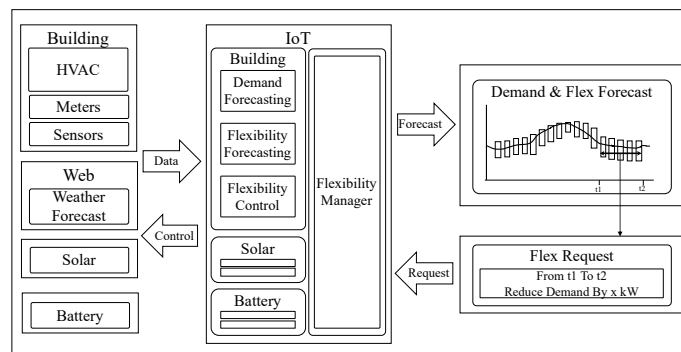 Building
HVAC
Meters
Sensors
Web
Weather
Forecast
Solar
Battery
Data
Control
IoT
Building
Demand
Forecasting
Flexibility
Forecasting
Flexibility
Control
Solar
Battery
Flexibility
Manager
Forecast
Request
Demand & Flex Forecast
t1
t2
Flex Request
From t1 To t2
Reduce Demand By x kW